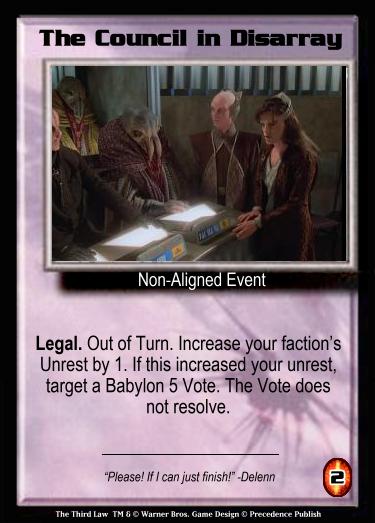 The Council in Disarray
Non-Aligned Event
Legal. Out of Turn. Increase your faction's
Unrest by 1. If this increased your unrest,
target a Babylon 5 Vote. The Vote does
not resolve.
"Please! If I can just finish!" -Delenn
2
The Third Law TM & © Warner Bros. Game Design © Precedence Publish